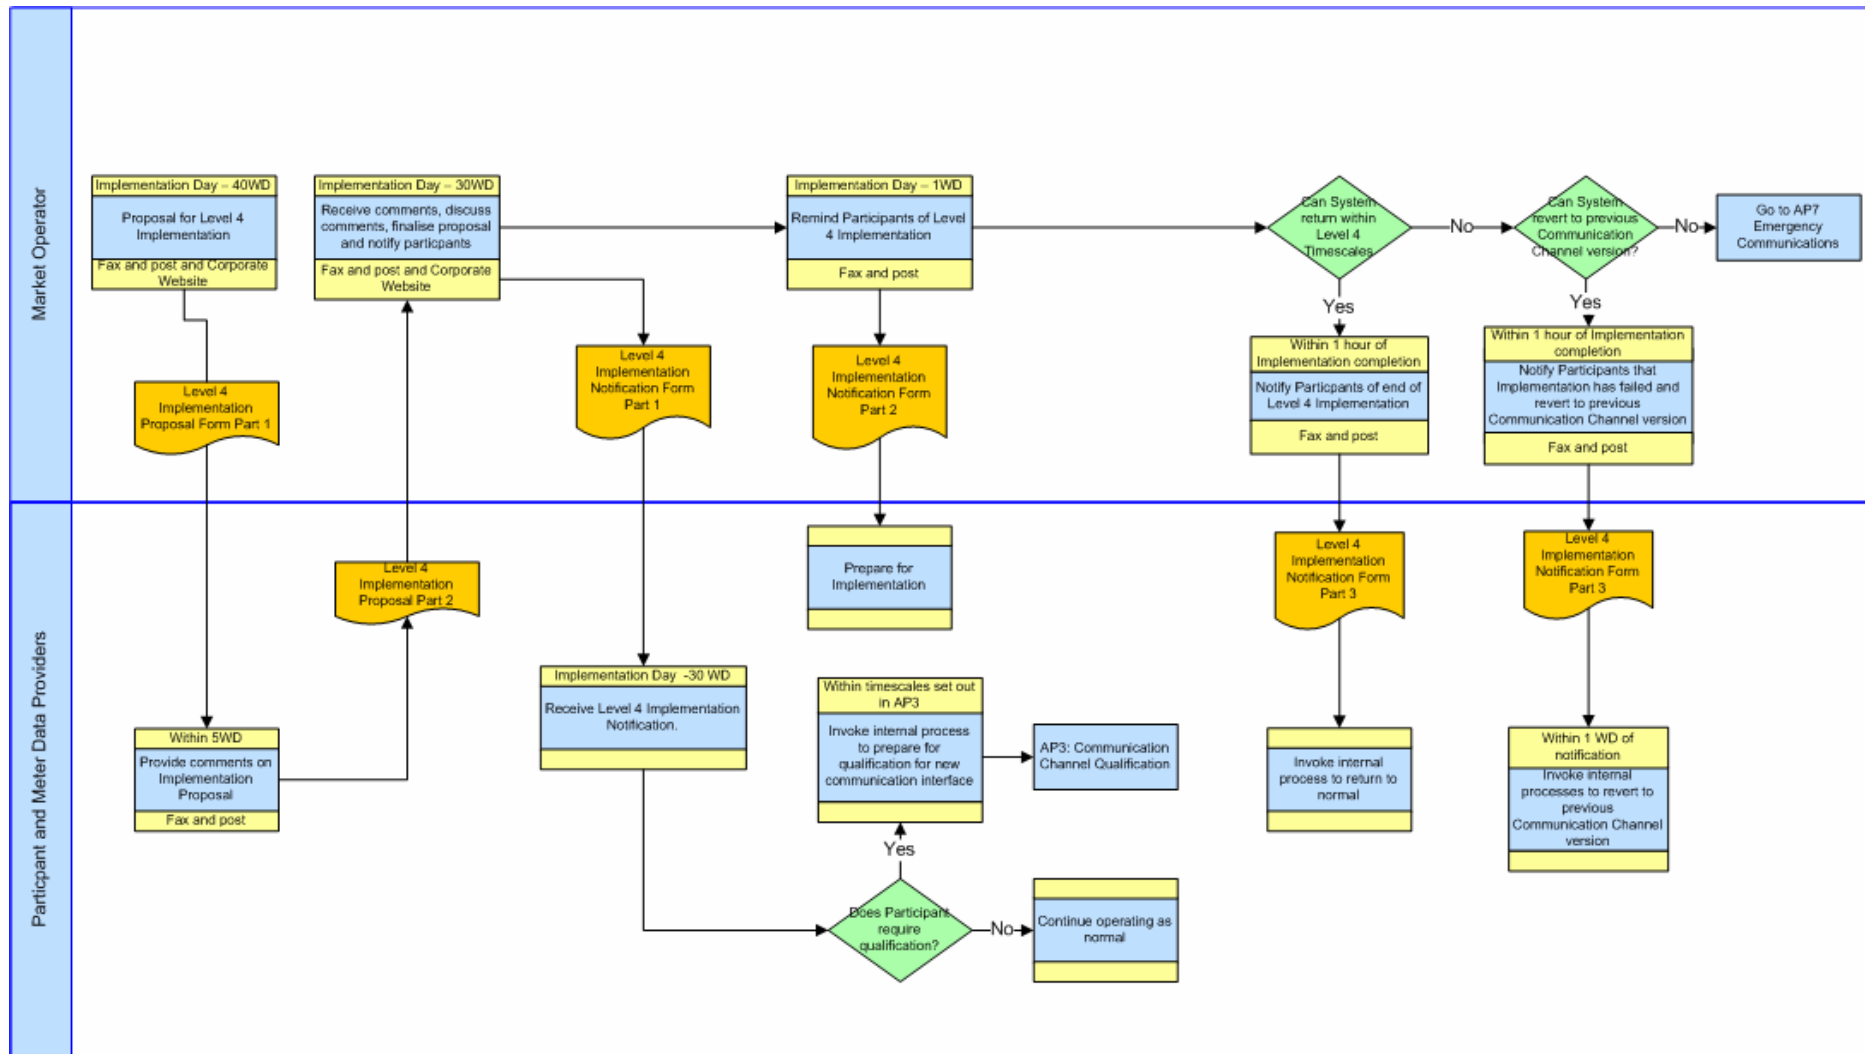 Market Operator
Implementation Day – 40WD
Proposal for Level 4
Implementation
Fax and post and Corporate
Website
Level 4
Implementation
Proposal Form Part 1
Implementation Day – 30WD
Receive comments, discuss
comments, finalise proposal
and notify particpants
Fax and post and Corporate
Website
Level 4
Implementation
Notification Form
Part 1
Implementation Day – 1WD
Remind Participants of Level
4 Implementation
Fax and post
Level 4
Implementation
Notification Form
Part 2
Can System
return within
Level 4
Timescales
No
Yes
Within 1 hour of
Implementation completion
Notify Particpants of end of
Level 4 Implementation
Fax and post
Can System
revert to previous
Communication
Channel version?
No
Yes
Within 1 hour of Implementation
completion
Notify Participants that
Implementation has failed and
revert to previous
Communication Channel version
Fax and post
Go to AP7
Emergency
Communications
Particpant and Meter Data Providers
Within 5WD
Provide comments on
Implementation
Proposal
Fax and post
Level 4
Implementation
Proposal Part 2
Implementation Day -30 WD
Receive Level 4 Implementation
Notification.
Prepare for
Implementation
Within timescales set out
in AP3
Invoke internal process
to prepare for
qualification for new
communication interface
AP3: Communication
Channel Qualification
Yes
Does Participant
require
qualification?
No
Continue operating as
normal
Level 4
Implementation
Notification Form
Part 3
Invoke internal
process to return to
normal
Level 4
Implementation
Notification Form
Part 3
Within 1 WD of
notification
Invoke internal
processes to revert to
previous
Communication Channel
version